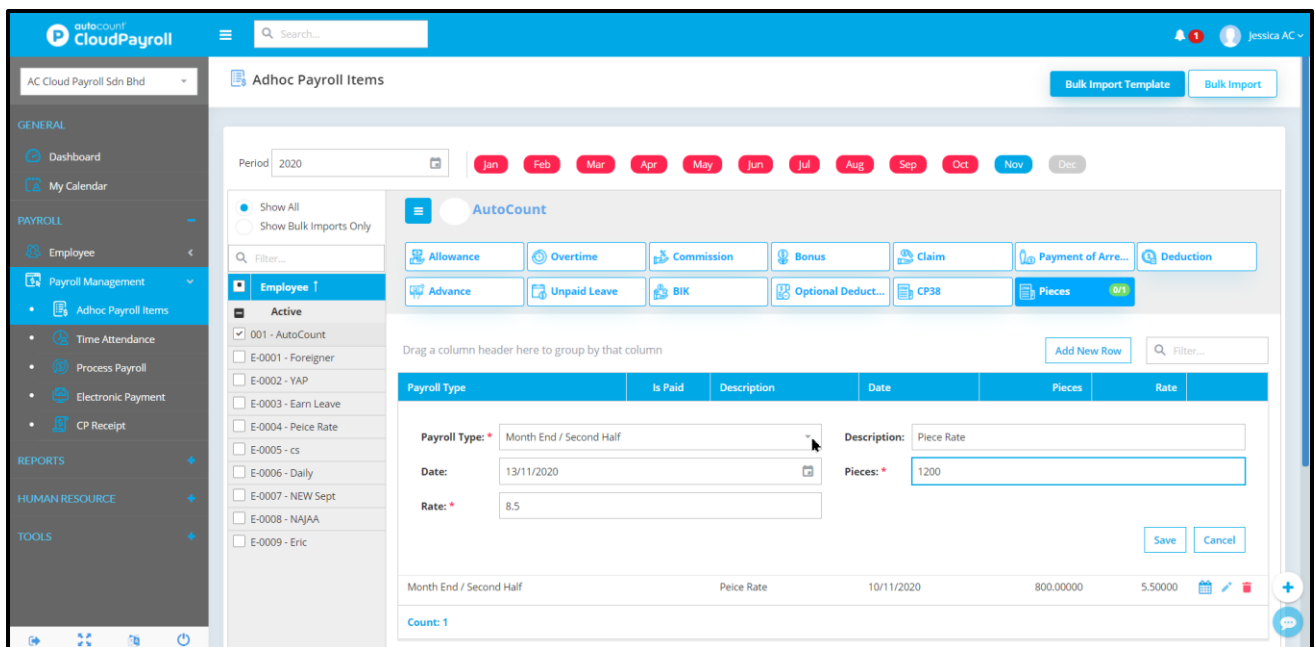 autocount
CloudPayroll
Search...
1
Jessica AC
AC Cloud Payroll Sdn Bhd
Adhoc Payroll Items
Bulk Import Template
Bulk Import
GENERAL
Dashboard
My Calendar
PAYROLL
Employee
Payroll Management
Adhoc Payroll Items
Time Attendance
Process Payroll
Electronic Payment
CP Receipt
REPORTS
HUMAN RESOURCE
TOOLS
Period 2020
Jan Feb Mar Apr May Jun Jul Aug Sep Oct Nov Dec
Show All
Show Bulk Imports Only
Filter...
Employee
Active
001 - AutoCount
E-0001 - Foreigner
E-0002 - YAP
E-0003 - Earn Leave
E-0004 - Peice Rate
E-0005 - cs
E-0006 - Daily
E-0007 - NEW Sept
E-0008 - NAJAA
E-0009 - Eric
AutoCount
Allowance Overtime Commission Bonus Claim Payment of Arre... Deduction
Advance Unpaid Leave BIK Optional Deduct... CP38 Pieces 0/1
Drag a column header here to group by that column
Add New Row
Filter...
Payroll Type Is Paid Description Date Pieces Rate
Payroll Type: * Month End / Second Half Description: Piece Rate
Date: 13/11/2020 Pieces: * 1200
Rate: * 8.5
Save Cancel
Month End / Second Half Peice Rate 10/11/2020 800.00000 5.50000
Count: 1